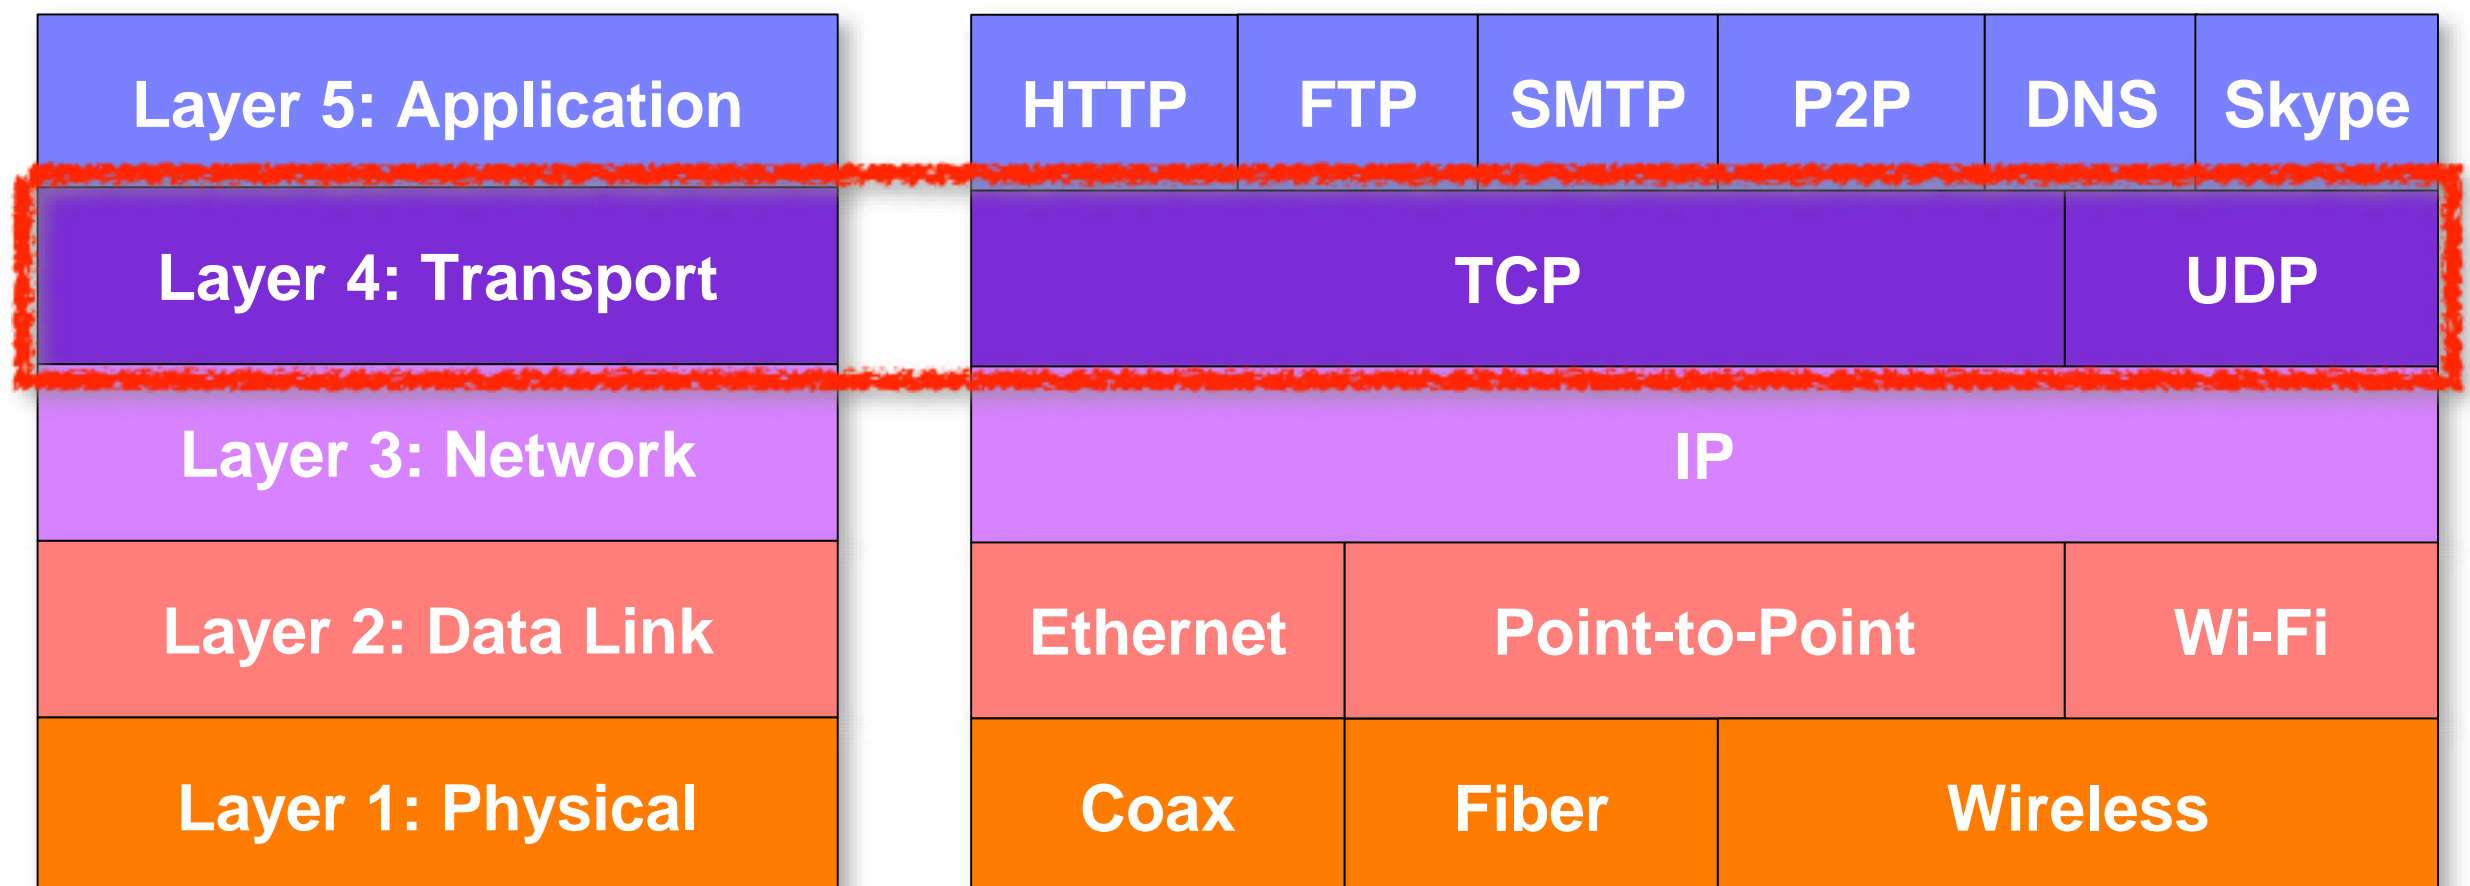 Layer 5: Application
HTTP FTP SMTP P2P DNS Skype
Layer 4: Transport
TCP UDP
Layer 3: Network
IP
Layer 2: Data Link
Ethernet Point-to-Point Wi-Fi
Layer 1: Physical
Coax Fiber Wireless